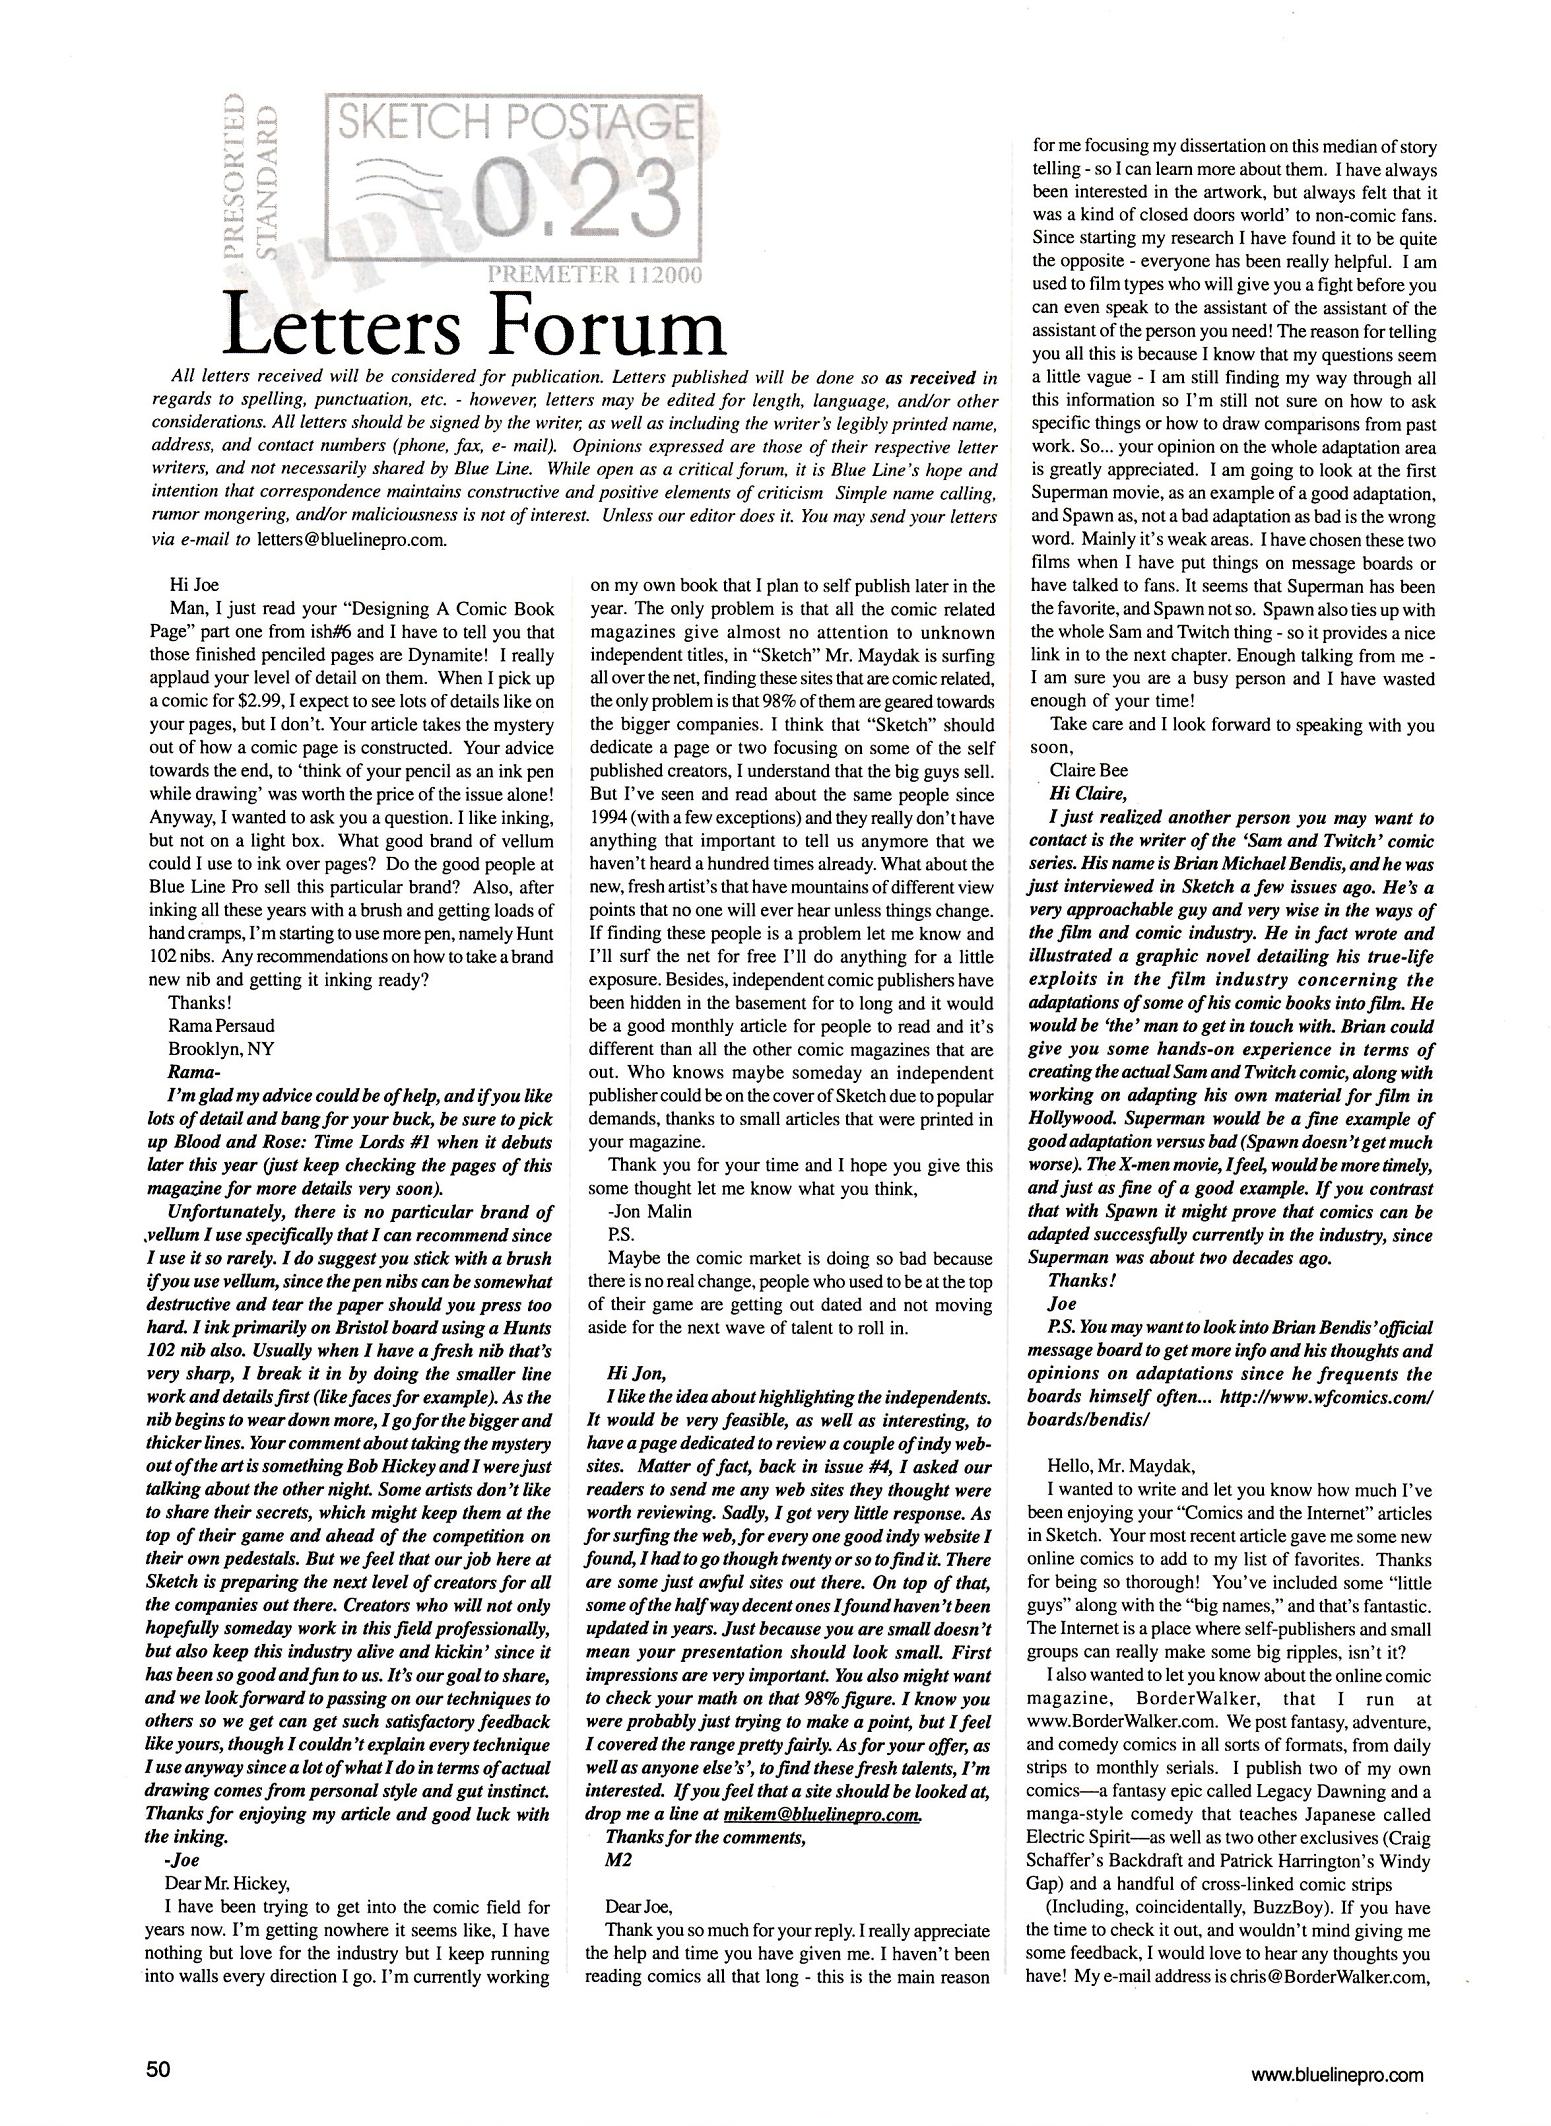 PRESORTED
STANDARD
SKETCH POSTAGE
0.23
APPROVED
PREMETER 112000
Letters Forum
All letters received will be considered for publication. Letters published will be done so as received in
regards to spelling, punctuation, etc. - however, letters may be edited for length, language, and/or other
considerations. All letters should be signed by the writer, as well as including the writer's legibly printed name,
address, and contact numbers (phone, fax, e- mail). Opinions expressed are those of their respective letter
writers, and not necessarily shared by Blue Line. While open as a critical forum, it is Blue Line's hope and
intention that correspondence maintains constructive and positive elements of criticism Simple name calling,
rumor mongering, and/or maliciousness is not of interest. Unless our editor does it. You may send your letters
via e-mail to letters@bluelinepro.com.
Hi Joe
Man, I just read your “Designing A Comic Book
Page” part one from ish#6 and I have to tell you that
those finished penciled pages are Dynamite! I really
applaud your level of detail on them. When I pick up
a comic for $2.99, I expect to see lots of details like on
your pages, but I don't. Your article takes the mystery
out of how a comic page is constructed. Your advice
towards the end, to ‘think of your pencil as an ink pen
while drawing’ was worth the price of the issue alone!
Anyway, I wanted to ask you a question. I like inking,
but not on a light box. What good brand of vellum
could I use to ink over pages? Do the good people at
Blue Line Pro sell this particular brand? Also, after
inking all these years with a brush and getting loads of
hand cramps, I'm starting to use more pen, namely Hunt
102 nibs. Any recommendations on how to take a brand
new nib and getting it inking ready?
Thanks!
Rama Persaud
Brooklyn, NY
Rama-
I'm glad my advice could be of help, and if you like
lots of detail and bang for your buck, be sure to pick
up Blood and Rose: Time Lords #1 when it debuts
later this year (just keep checking the pages of this
magazine for more details very soon).
Unfortunately, there is no particular brand of
vellum I use specifically that I can recommend since
I use it so rarely. I do suggest you stick with a brush
if you use vellum, since the pen nibs can be somewhat
destructive and tear the paper should you press too
hard. I ink primarily on Bristol board using a Hunts
102 nib also. Usually when I have a fresh nib that's
very sharp, I break it in by doing the smaller line
work and details first (like faces for example). As the
nib begins to wear down more, I go for the bigger and
thicker lines. Your comment about taking the mystery
out of the art is something Bob Hickey and I were just
talking about the other night. Some artists don't like
to share their secrets, which might keep them at the
top of their game and ahead of the competition on
their own pedestals. But we feel that our job here at
Sketch is preparing the next level of creators for all
the companies out there. Creators who will not only
hopefully someday work in this field professionally,
but also keep this industry alive and kickin' since it
has been so good and fun to us. It's our goal to share,
and we look forward to passing on our techniques to
others so we get can get such satisfactory feedback
like yours, though I couldn't explain every technique
I use anyway since a lot of what I do in terms of actual
drawing comes from personal style and gut instinct.
Thanks for enjoying my article and good luck with
the inking.
-Joe
Dear Mr. Hickey,
I have been trying to get into the comic field for
years now. I'm getting nowhere it seems like, I have
nothing but love for the industry but I keep running
into walls every direction I go. I'm currently working
on my own book that I plan to self publish later in the
year. The only problem is that all the comic related
magazines give almost no attention to unknown
independent titles, in “Sketch” Mr. Maydak is surfing
all over the net, finding these sites that are comic related,
the only problem is that 98% of them are geared towards
the bigger companies. I think that “Sketch” should
dedicate a page or two focusing on some of the self
published creators, I understand that the big guys sell.
But I've seen and read about the same people since
1994 (with a few exceptions) and they really don't have
anything that important to tell us anymore that we
haven't heard a hundred times already. What about the
new, fresh artist's that have mountains of different view
points that no one will ever hear unless things change.
If finding these people is a problem let me know and
I'll surf the net for free I'll do anything for a little
exposure. Besides, independent comic publishers have
been hidden in the basement for to long and it would
be a good monthly article for people to read and it's
different than all the other comic magazines that are
out. Who knows maybe someday an independent
publisher could be on the cover of Sketch due to popular
demands, thanks to small articles that were printed in
your magazine.
Thank you for your time and I hope you give this
some thought let me know what you think,
-Jon Malin
P.S.
Maybe the comic market is doing so bad because
there is no real change, people who used to be at the top
of their game are getting out dated and not moving
aside for the next wave of talent to roll in.
Hi Jon,
I like the idea about highlighting the independents.
It would be very feasible, as well as interesting, to
have a page dedicated to review a couple of indy web-
sites. Matter of fact, back in issue #4, I asked our
readers to send me any web sites they thought were
worth reviewing. Sadly, I got very little response. As
for surfing the web, for every one good indy website I
found, I had to go though twenty or so to find it. There
are some just awful sites out there. On top of that,
some of the half way decent ones I found haven't been
updated in years. Just because you are small doesn't
mean your presentation should look small. First
impressions are very important. You also might want
to check your math on that 98% figure. I know you
were probably just trying to make a point, but I feel
I covered the range pretty fairly. As for your offer, as
well as anyone else's', to find these fresh talents, I'm
interested. If you feel that a site should be looked at,
drop me a line at mikem@bluelinepro.com.
Thanks for the comments,
M2
Dear Joe,
Thank you so much for your reply. I really appreciate
the help and time you have given me. I haven't been
reading comics all that long - this is the main reason
for me focusing my dissertation on this median of story
telling - so I can learn more about them. I have always
been interested in the artwork, but always felt that it
was a kind of closed doors world’ to non-comic fans.
Since starting my research I have found it to be quite
the opposite - everyone has been really helpful. I am
used to film types who will give you a fight before you
can even speak to the assistant of the assistant of the
assistant of the person you need! The reason for telling
you all this is because I know that my questions seem
a little vague - I am still finding my way through all
this information so I'm still not sure on how to ask
specific things or how to draw comparisons from past
work. So... your opinion on the whole adaptation area
is greatly appreciated. I am going to look at the first
Superman movie, as an example of a good adaptation,
and Spawn as, not a bad adaptation as bad is the wrong
word. Mainly it's weak areas. I have chosen these two
films when I have put things on message boards or
have talked to fans. It seems that Superman has been
the favorite, and Spawn not so. Spawn also ties up with
the whole Sam and Twitch thing - so it provides a nice
link in to the next chapter. Enough talking from me -
I am sure you are a busy person and I have wasted
enough of your time!
Take care and I look forward to speaking with you
soon,
Claire Bee
Hi Claire,
I just realized another person you may want to
contact is the writer of the ‘Sam and Twitch’ comic
series. His name is Brian Michael Bendis, and he was
just interviewed in Sketch a few issues ago. He's a
very approachable guy and very wise in the ways of
the film and comic industry. He in fact wrote and
illustrated a graphic novel detailing his true-life
exploits in the film industry concerning the
adaptations of some of his comic books into film. He
would be ‘the’ man to get in touch with. Brian could
give you some hands-on experience in terms of
creating the actual Sam and Twitch comic, along with
working on adapting his own material for film in
Hollywood. Superman would be a fine example of
good adaptation versus bad (Spawn doesn't get much
worse). The X-men movie, I feel, would be more timely,
and just as fine of a good example. If you contrast
that with Spawn it might prove that comics can be
adapted successfully currently in the industry, since
Superman was about two decades ago.
Thanks!
Joe
P.S. You may want to look into Brian Bendis' official
message board to get more info and his thoughts and
opinions on adaptations since he frequents the
boards himself often... http://www.wfcomics.com/
boards/bendis/
Hello, Mr. Maydak,
I wanted to write and let you know how much I've
been enjoying your “Comics and the Internet” articles
in Sketch. Your most recent article gave me some new
online comics to add to my list of favorites. Thanks
for being so thorough! You've included some “little
guys” along with the “big names,” and that's fantastic.
The Internet is a place where self-publishers and small
groups can really make some big ripples, isn't it?
I also wanted to let you know about the online comic
magazine, BorderWalker, that I run at
www.BorderWalker.com. We post fantasy, adventure,
and comedy comics in all sorts of formats, from daily
strips to monthly serials. I publish two of my own
comics—a fantasy epic called Legacy Dawning and a
manga-style comedy that teaches Japanese called
Electric Spirit—as well as two other exclusives (Craig
Schaffer's Backdraft and Patrick Harrington's Windy
Gap) and a handful of cross-linked comic strips
(Including, coincidentally, BuzzBoy). If you have
the time to check it out, and wouldn't mind giving me
some feedback, I would love to hear any thoughts you
have! My e-mail address is chris@BorderWalker.com,
50
www.bluelinepro.com